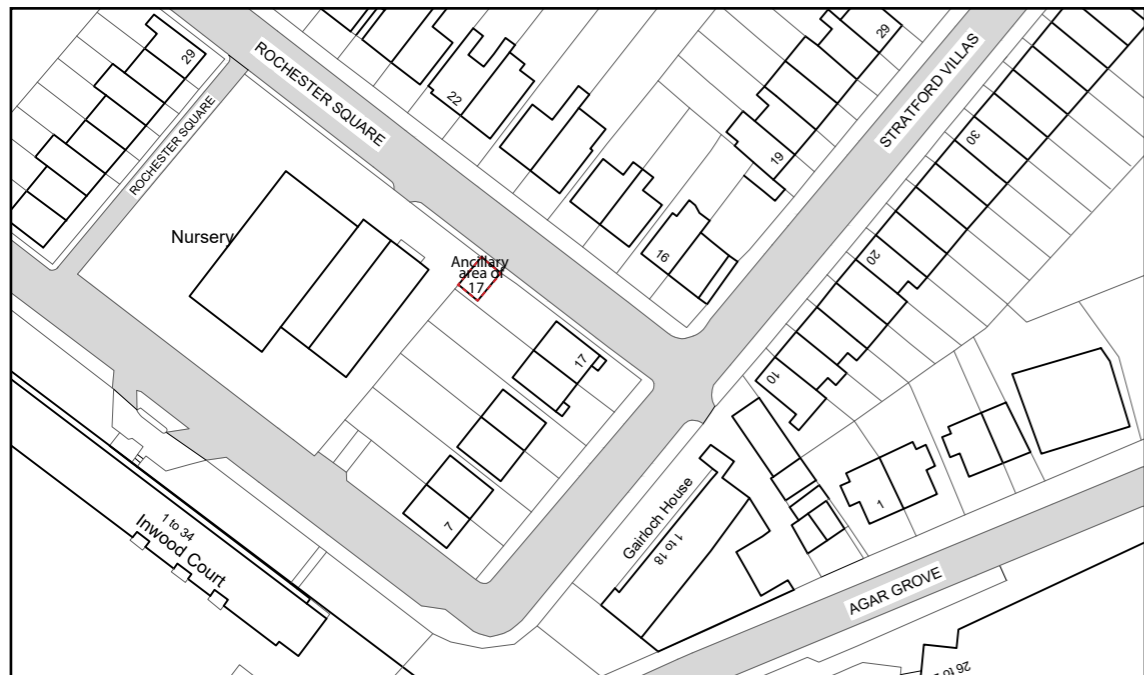 29
ROCHESTER SQUARE
ROCHESTER SQUARE
22
29
STRATFORD VILLAS
19
30
Nursery
16
20
Ancillary
area of
17
17
10
7
Gairloch House
1 to 18
1
1 to 34
Inwood Court
AGAR GROVE
26 to